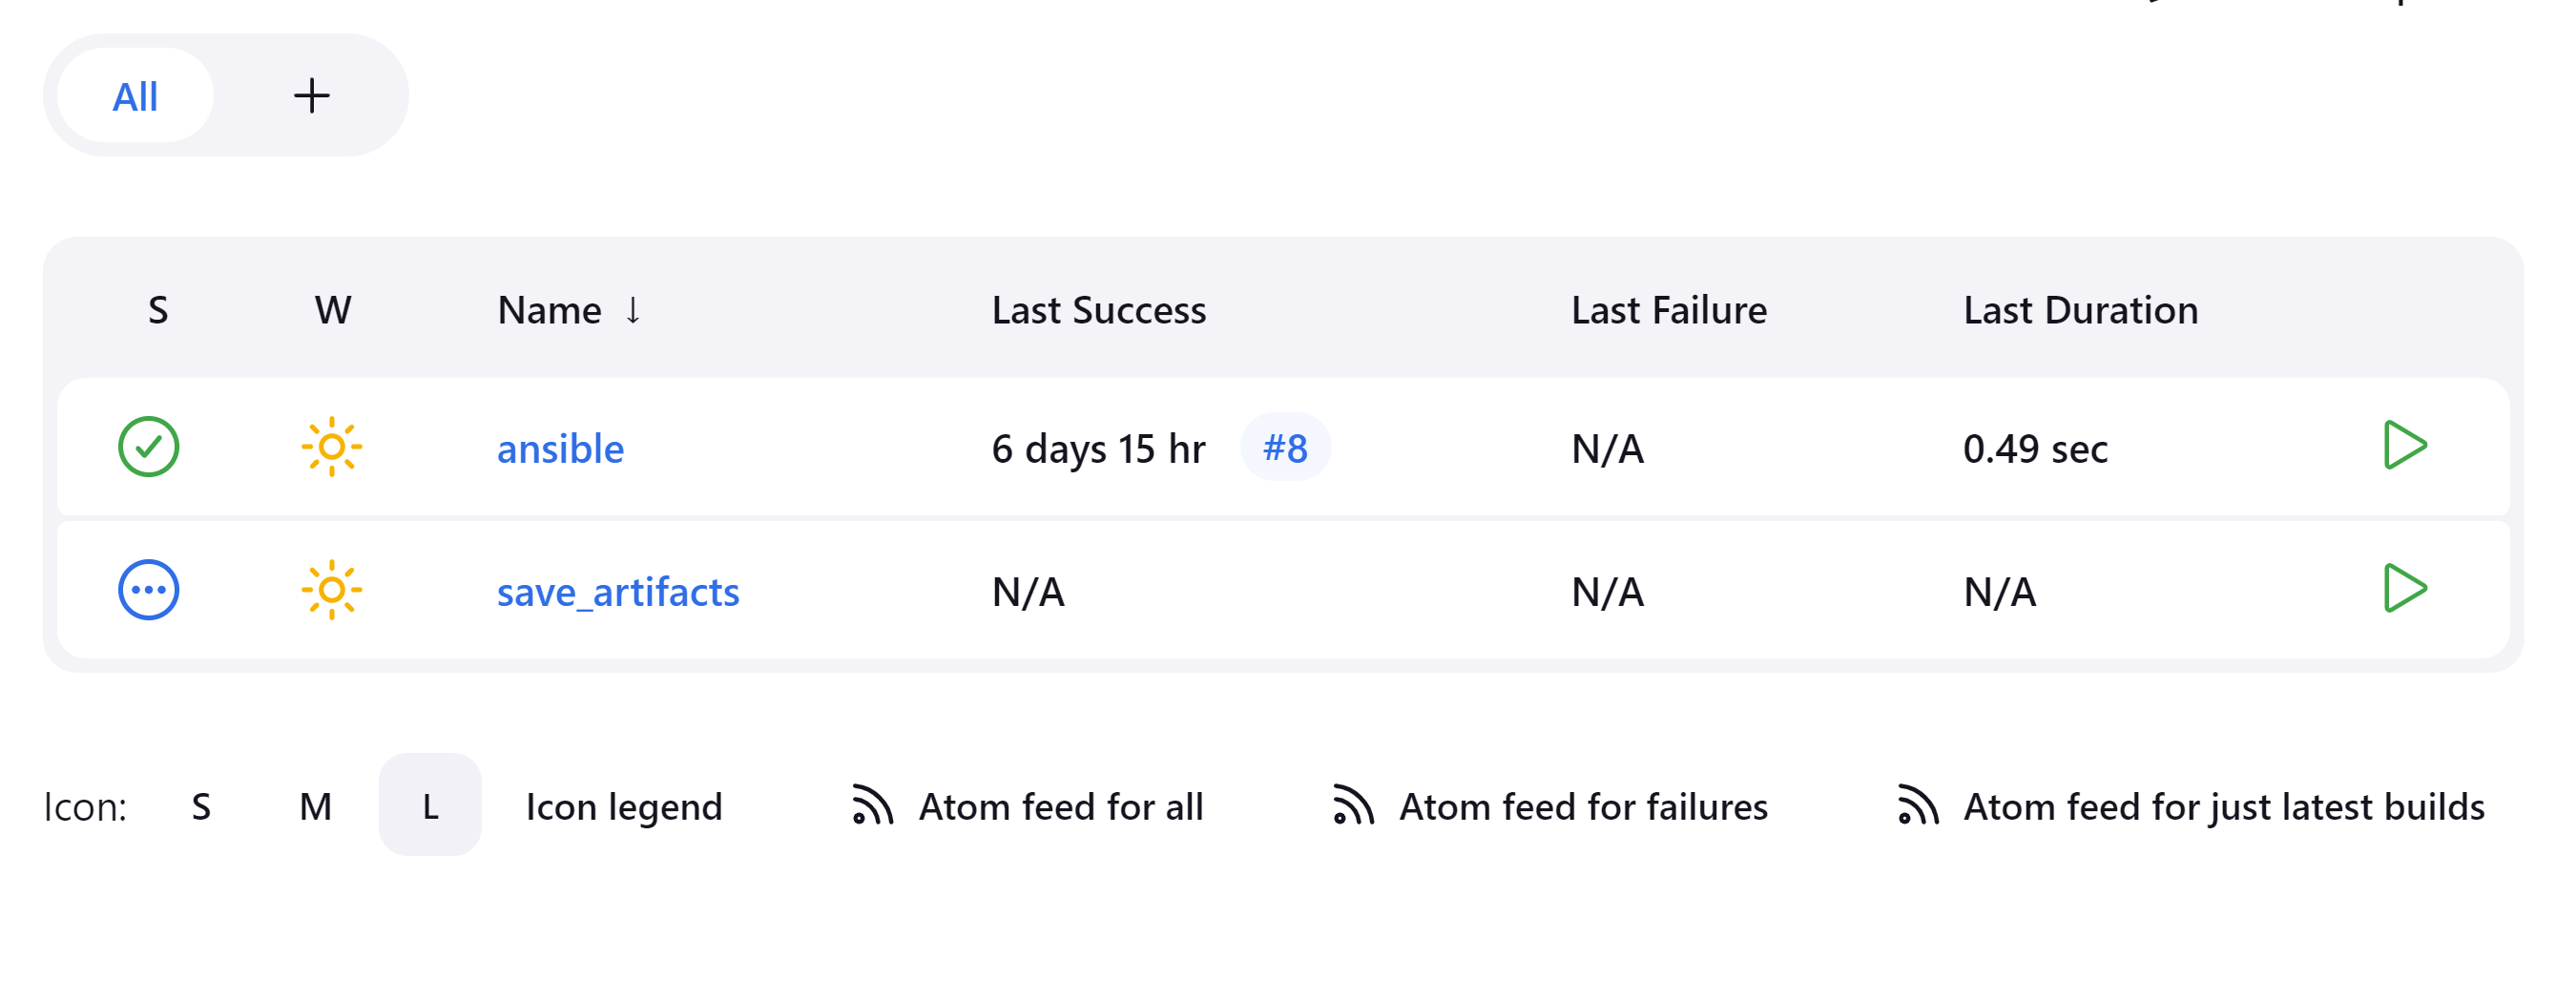 All +
S W Name ↓ Last Success Last Failure Last Duration
ansible 6 days 15 hr #8 N/A 0.49 sec
save_artifacts N/A N/A N/A
Icon: S M L Icon legend Atom feed for all Atom feed for failures Atom feed for just latest builds